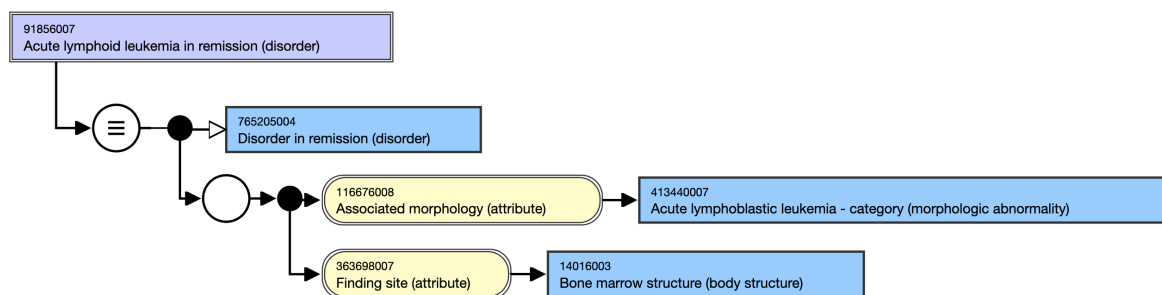 91856007
Acute lymphoid leukemia in remission (disorder)
765205004
Disorder in remission (disorder)
116676008
Associated morphology (attribute)
413440007
Acute lymphoblastic leukemia - category (morphologic abnormality)
363698007
Finding site (attribute)
14016003
Bone marrow structure (body structure)